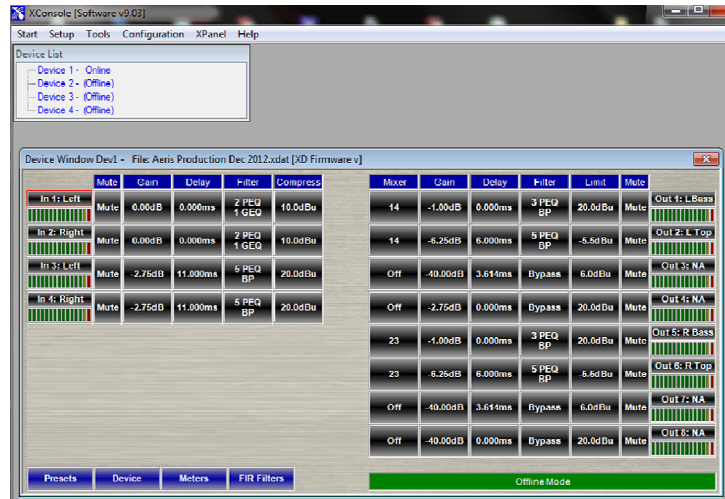 XConsole [Software v9.03]
Start Setup Tools Configuration XPanel Help
Device List
Device 1 - Online
Device 2 - (Offline)
Device 3 - (Offline)
Device 4 - (Offline)
Device Window Dev1 - File: Aeris Production Dec 2012.xdat [XD Firmware v]
Mute Gain Delay Filter Compress
In 1: Left Mute 0.00dB 0.000ms 2 PEQ 1 GEQ 10.0dBu
In 2: Right Mute 0.00dB 0.000ms 2 PEQ 1 GEQ 10.0dBu
In 3: Left Mute -2.75dB 11.000ms 5 PEQ BP 20.0dBu
In 4: Right Mute -2.75dB 11.000ms 5 PEQ BP 20.0dBu
Mixer Gain Delay Filter Limit Mute
14 -1.00dB 0.000ms 3 PEQ BP 20.0dBu Mute Out 1: LBass
14 -6.25dB 6.000ms 5 PEQ BP -5.5dBu Mute Out 2: L Top
Off -40.00dB 3.614ms Bypass 6.0dBu Mute Out 3: NA
Off -2.75dB 0.000ms Bypass 20.0dBu Mute Out 4: NA
23 -1.00dB 0.000ms 3 PEQ BP 20.0dBu Mute Out 5: R Bass
23 -6.25dB 6.000ms 5 PEQ BP -5.5dBu Mute Out 6: R Top
Off -40.00dB 3.614ms Bypass 6.0dBu Mute Out 7: NA
Off -40.00dB 0.000ms Bypass 20.0dBu Mute Out 8: NA
Presets Device Meters FIR Filters
Offline Mode